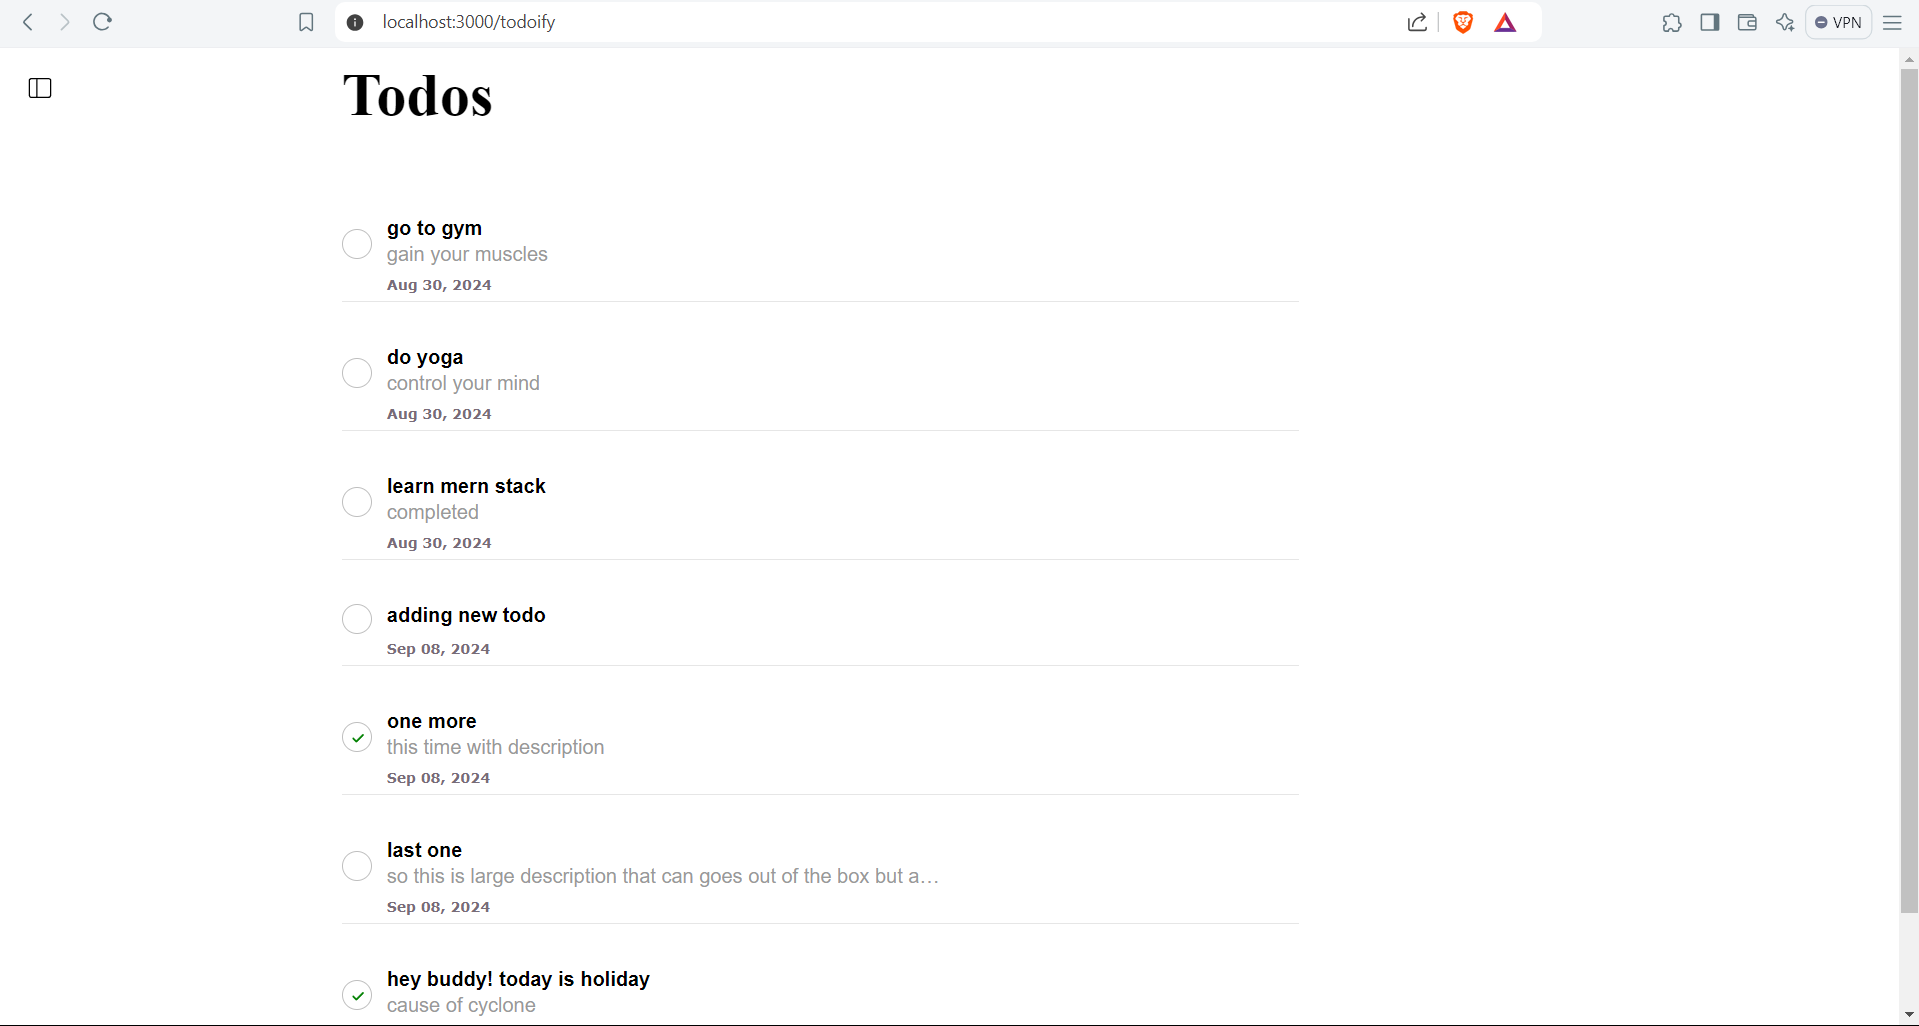 localhost:3000/todoify
VPN
Todos
go to gym
gain your muscles
Aug 30, 2024
do yoga
control your mind
Aug 30, 2024
learn mern stack
completed
Aug 30, 2024
adding new todo
Sep 08, 2024
one more
this time with description
Sep 08, 2024
last one
so this is large description that can goes out of the box but a...
Sep 08, 2024
hey buddy! today is holiday
cause of cyclone